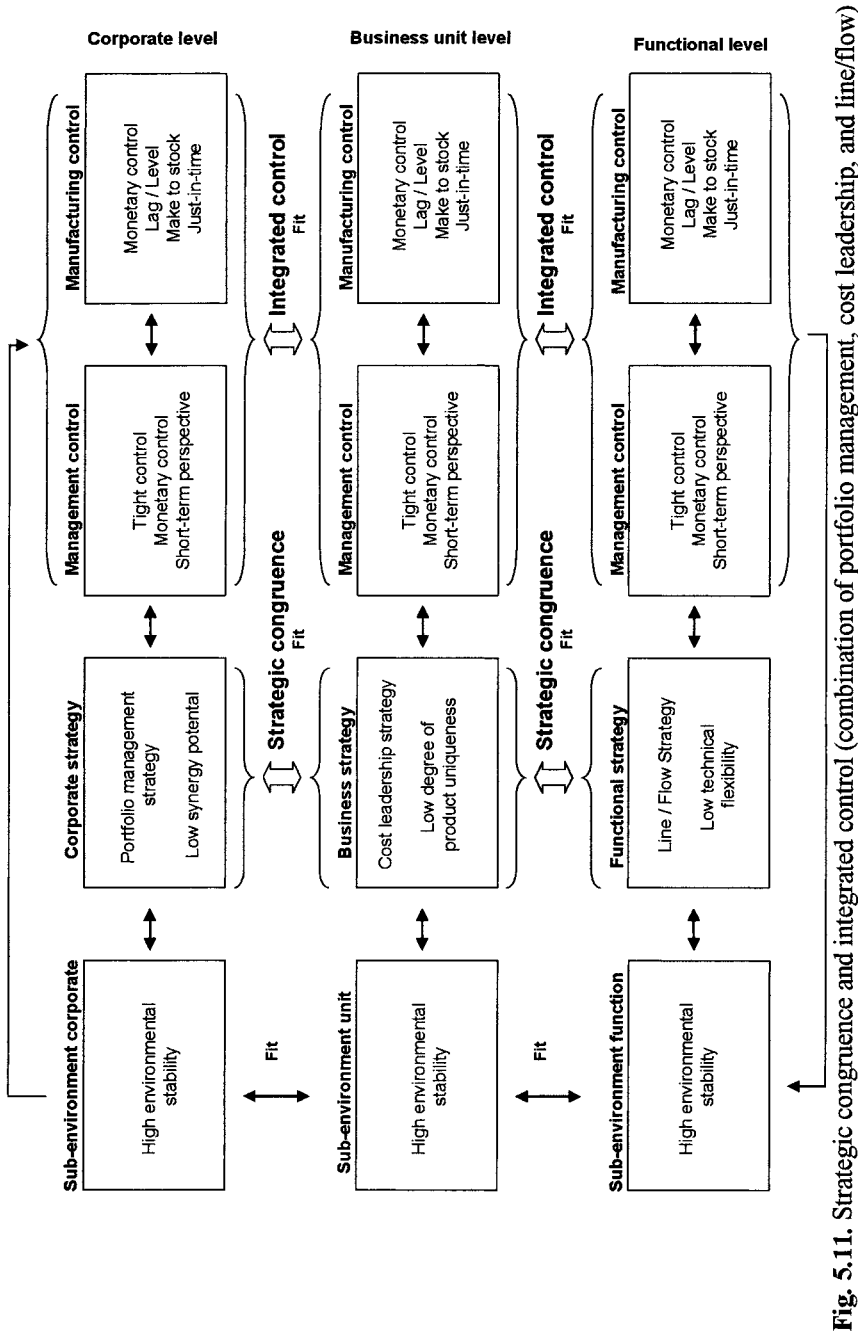 Sub-environment corporate
High environmental
stability
Corporate strategy
Portfolio management
strategy
Low synergy potential
Management control
Tight control
Monetary control
Short-term perspective
Manufacturing control
Monetary control
Lag / Level
Make to stock
Just-in-time
Corporate level
Fit
Strategic congruence
Fit
Integrated control
Fit
Sub-environment unit
High environmental
stability
Business strategy
Cost leadership strategy
Low degree of
product uniqueness
Management control
Tight control
Monetary control
Short-term perspective
Manufacturing control
Monetary control
Lag / Level
Make to stock
Just-in-time
Business unit level
Fit
Strategic congruence
Fit
Integrated control
Fit
Sub-environment function
High environmental
stability
Functional strategy
Line / Flow Strategy
Low technical
flexibility
Management control
Tight control
Monetary control
Short-term perspective
Manufacturing control
Monetary control
Lag / Level
Make to stock
Just-in-time
Functional level
Fig. 5.11. Strategic congruence and integrated control (combination of portfolio management, cost leadership, and line/flow)